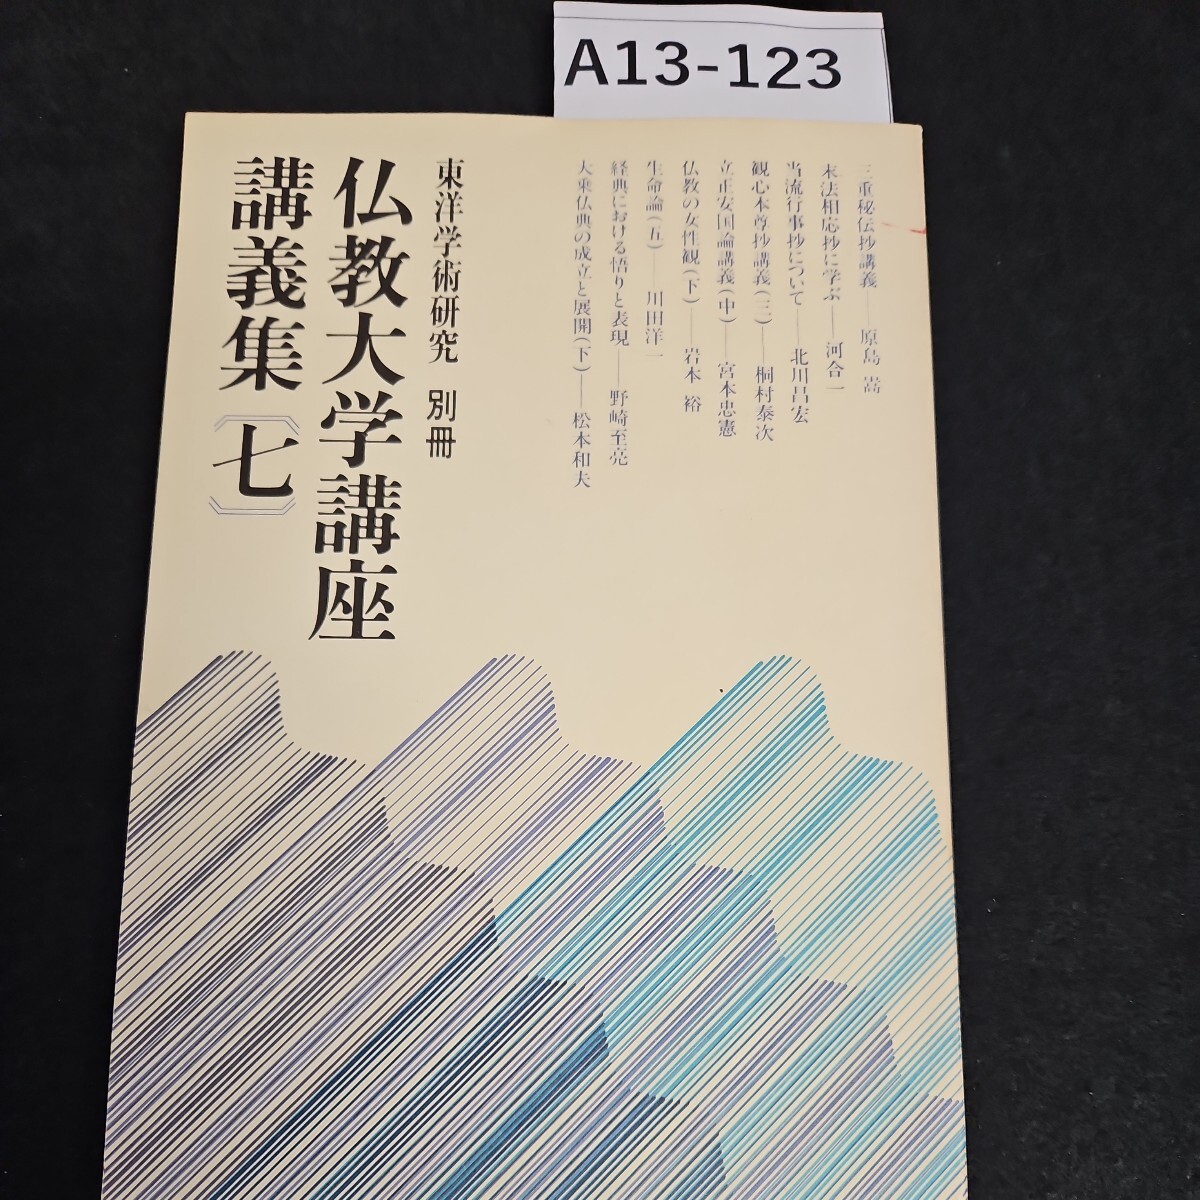 A13-123
三重秘伝抄講義――原島 嵩
末法相応抄に学ぶ――河合一
当流行事抄について――北川昌宏
観心本尊抄講義(三)――桐村泰次
立正安国論講義(中)――宮本忠憲
仏教の女性観(下)――岩本 裕
生命論(五)――川田洋一
経典における悟りと表現――野崎至亮
大乗仏典の成立と展開(下)――松本和夫
東洋学術研究 別冊
仏教大学講座
講義集〔七〕